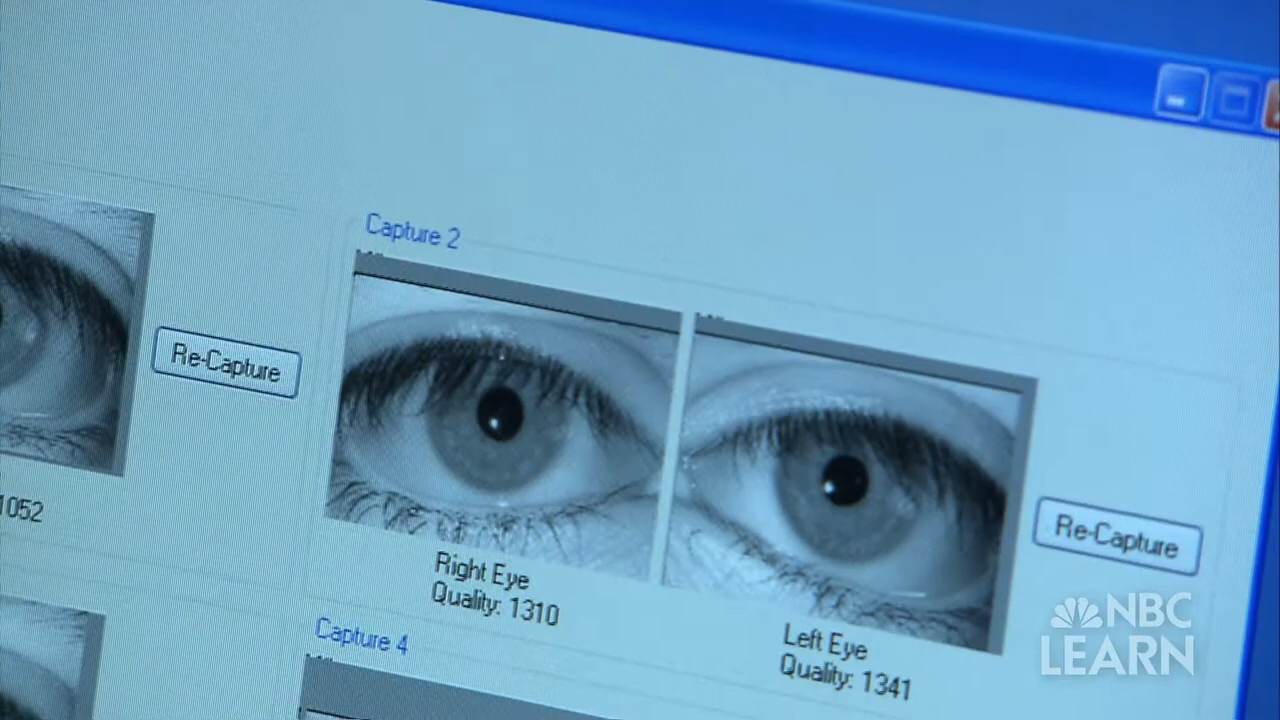 Capture 2
Re-Capture
1052
Right Eye
Quality: 1310
Re-Capture
Left Eye
Quality: 1341
Capture 4
NBC
LEARN